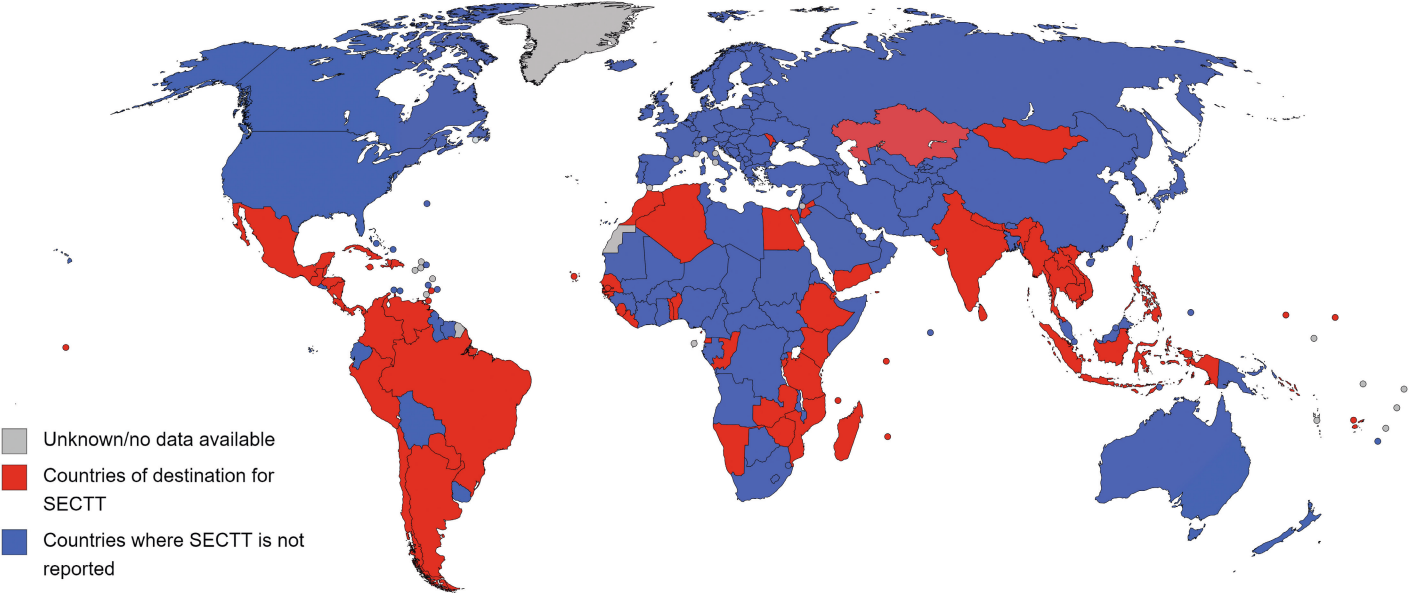 Unknown/no data available
Countries of destination for
SECTT
Countries where SECTT is not
reported